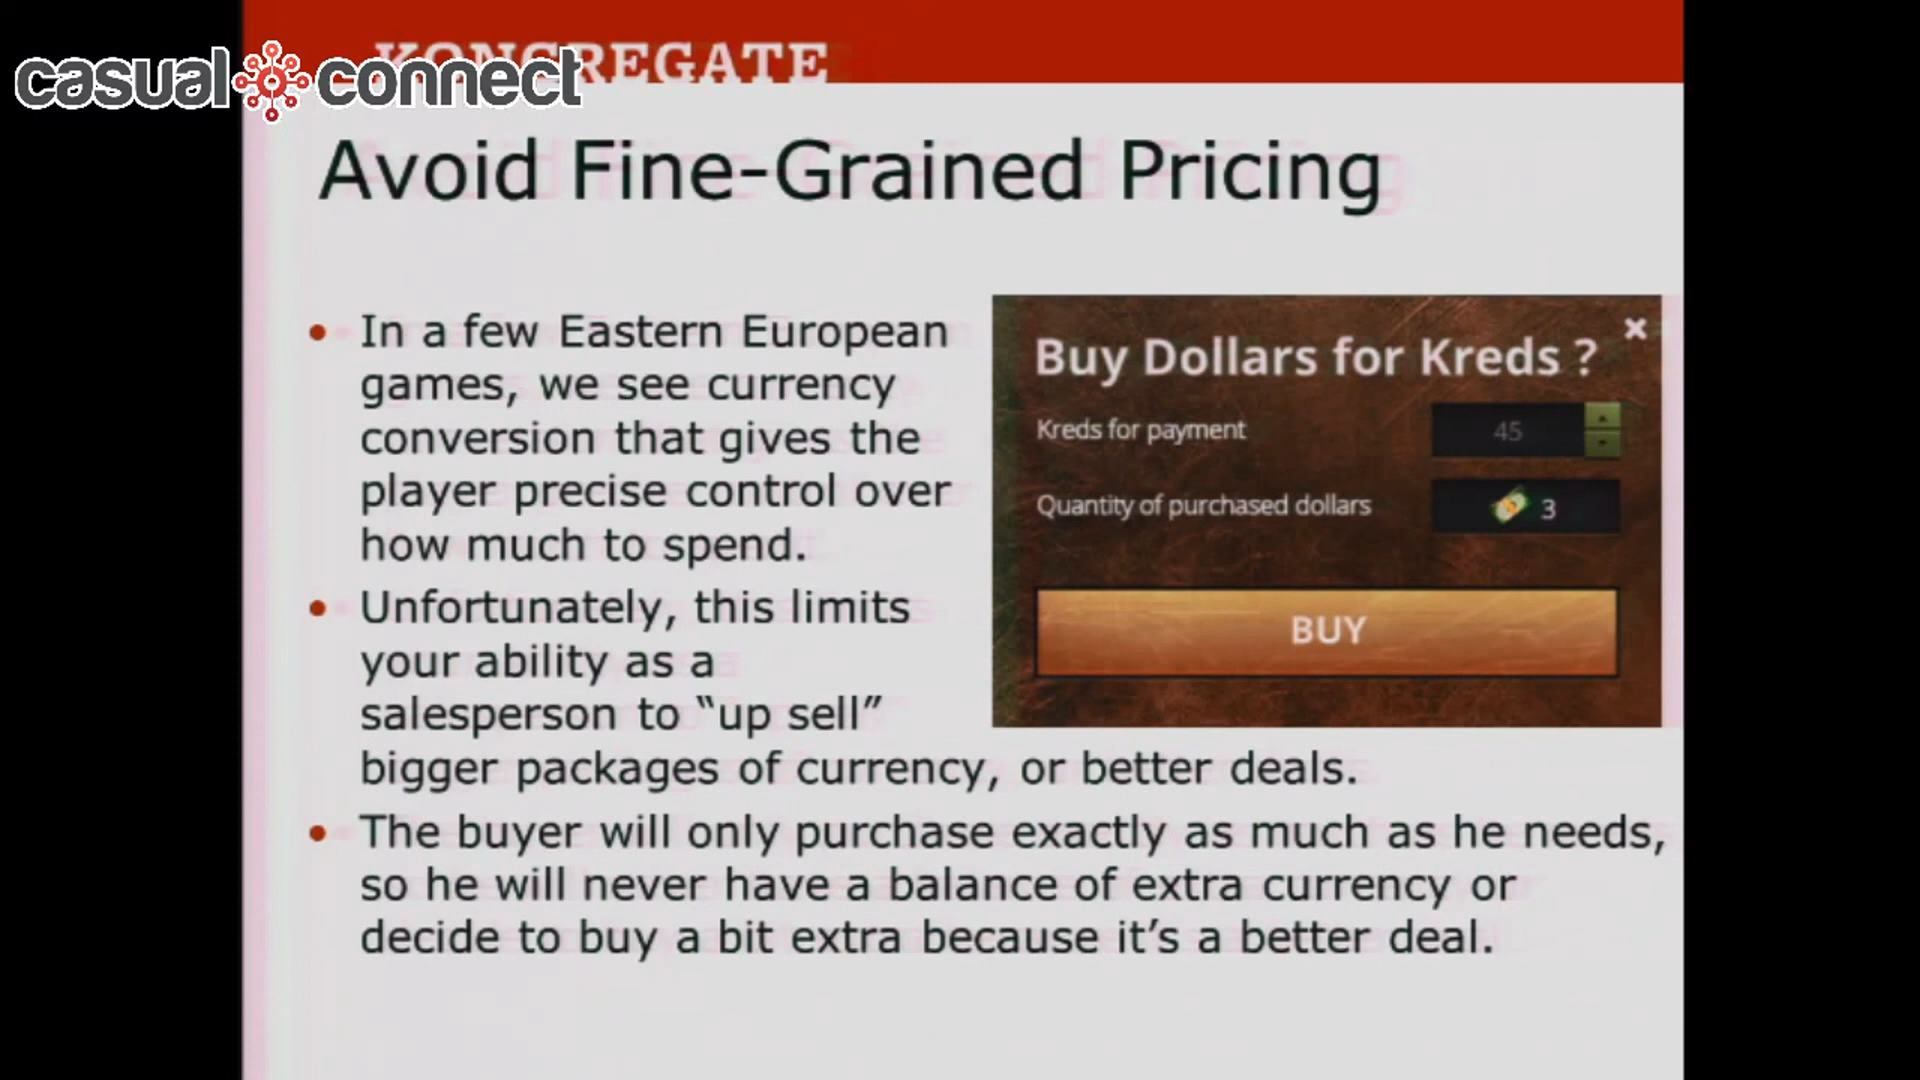 KONGREGATE
casual connect
Avoid Fine-Grained Pricing
• In a few Eastern European
games, we see currency
conversion that gives the
player precise control over
how much to spend.
• Unfortunately, this limits
your ability as a
salesperson to “up sell”
bigger packages of currency, or better deals.
• The buyer will only purchase exactly as much as he needs,
so he will never have a balance of extra currency or
decide to buy a bit extra because it’s a better deal.
Buy Dollars for Kreds ?
Kreds for payment 45
Quantity of purchased dollars 3
BUY